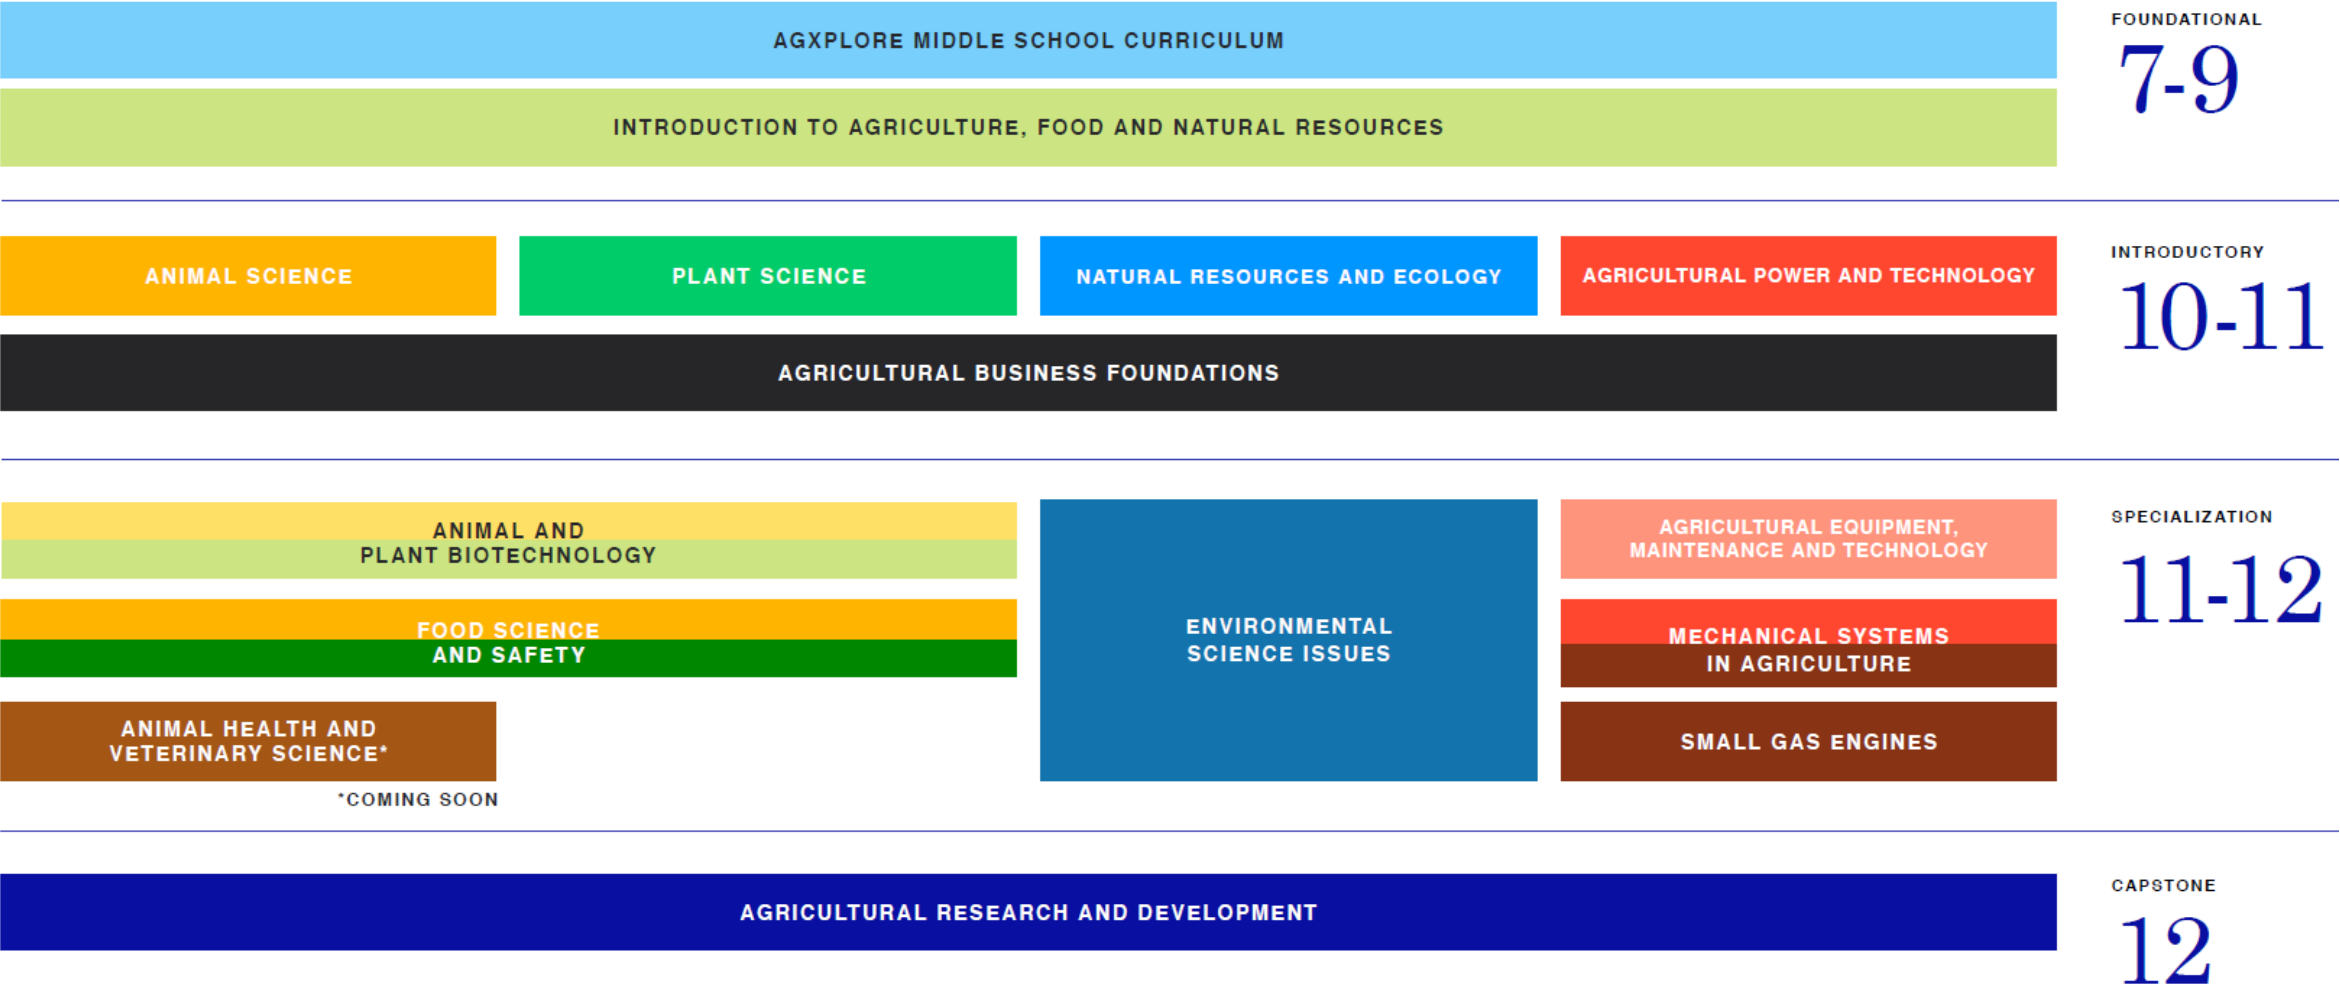 AGXPLORE MIDDLE SCHOOL CURRICULUM
INTRODUCTION TO AGRICULTURE, FOOD AND NATURAL RESOURCES
FOUNDATIONAL
7-9
ANIMAL SCIENCE
PLANT SCIENCE
NATURAL RESOURCES AND ECOLOGY
AGRICULTURAL POWER AND TECHNOLOGY
AGRICULTURAL BUSINESS FOUNDATIONS
INTRODUCTORY
10-11
ANIMAL AND
PLANT BIOTECHNOLOGY
FOOD SCIENCE
AND SAFETY
ANIMAL HEALTH AND
VETERINARY SCIENCE*
*COMING SOON
ENVIRONMENTAL
SCIENCE ISSUES
AGRICULTURAL EQUIPMENT,
MAINTENANCE AND TECHNOLOGY
MECHANICAL SYSTEMS
IN AGRICULTURE
SMALL GAS ENGINES
SPECIALIZATION
11-12
AGRICULTURAL RESEARCH AND DEVELOPMENT
CAPSTONE
12